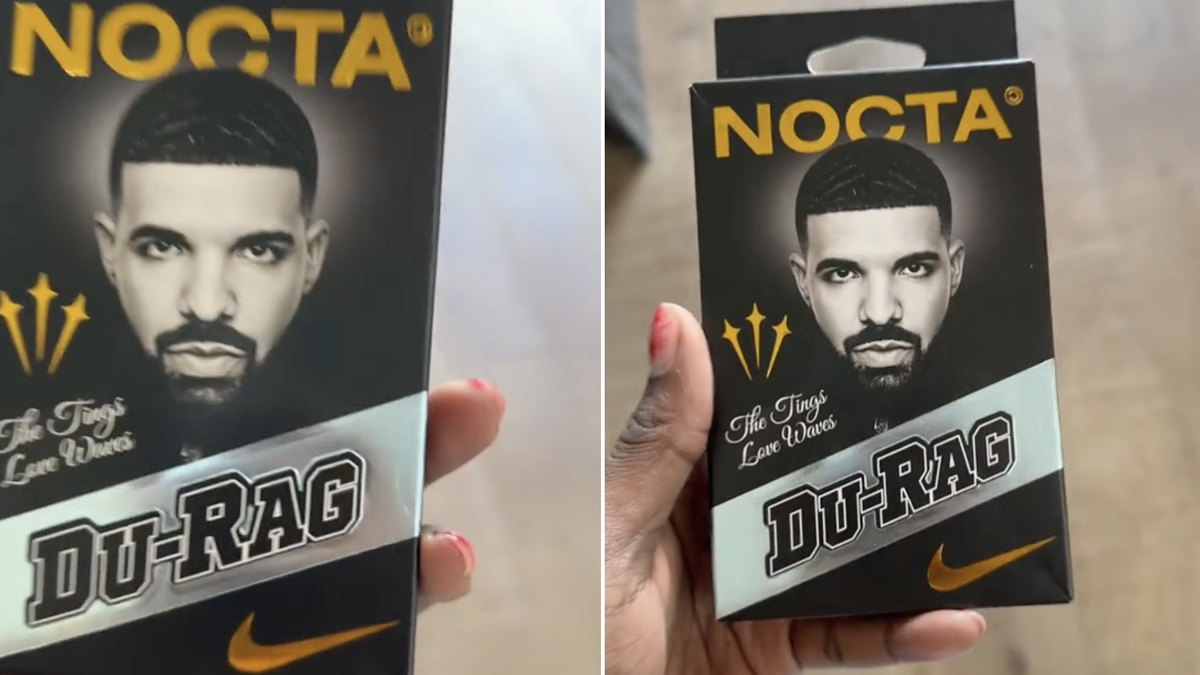 NOCTA
The Tings
Love Waves
DU-RAG
NOCTA
The Tings
Love Waves
DU-RAG